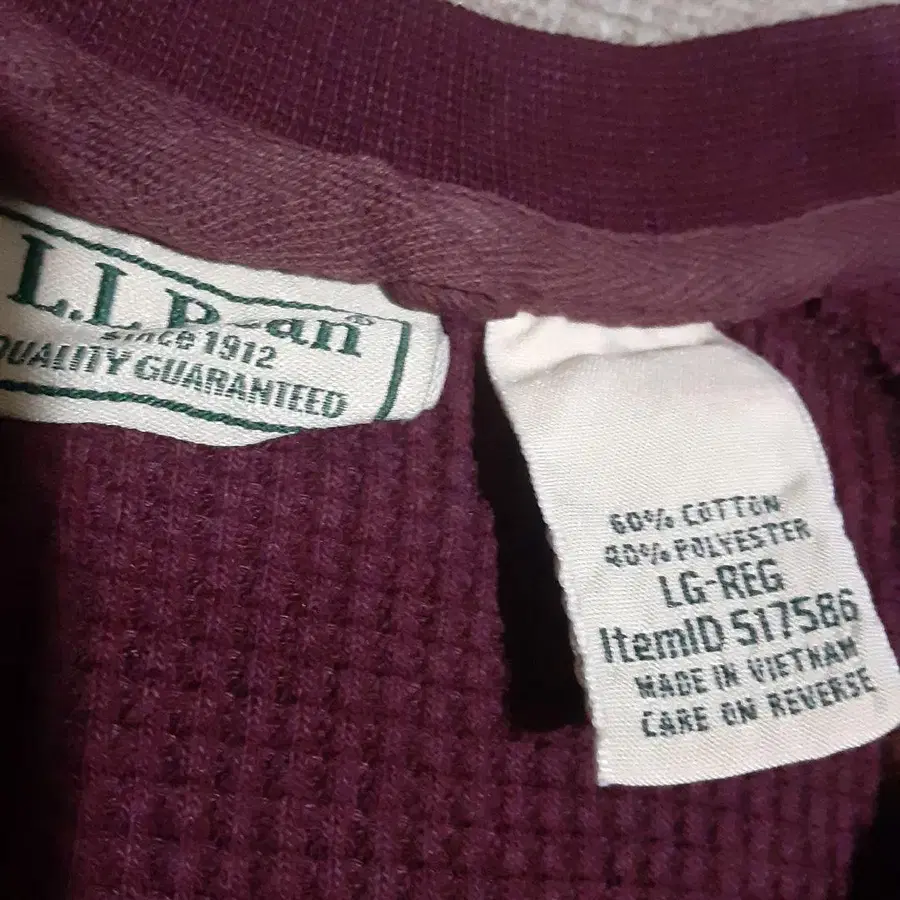 L.L.Bean®
since 1912
QUALITY GUARANTEED
60% COTTON
40% POLYESTER
LG-REG
ItemID 517586
MADE IN VIETNAM
CARE ON REVERSE